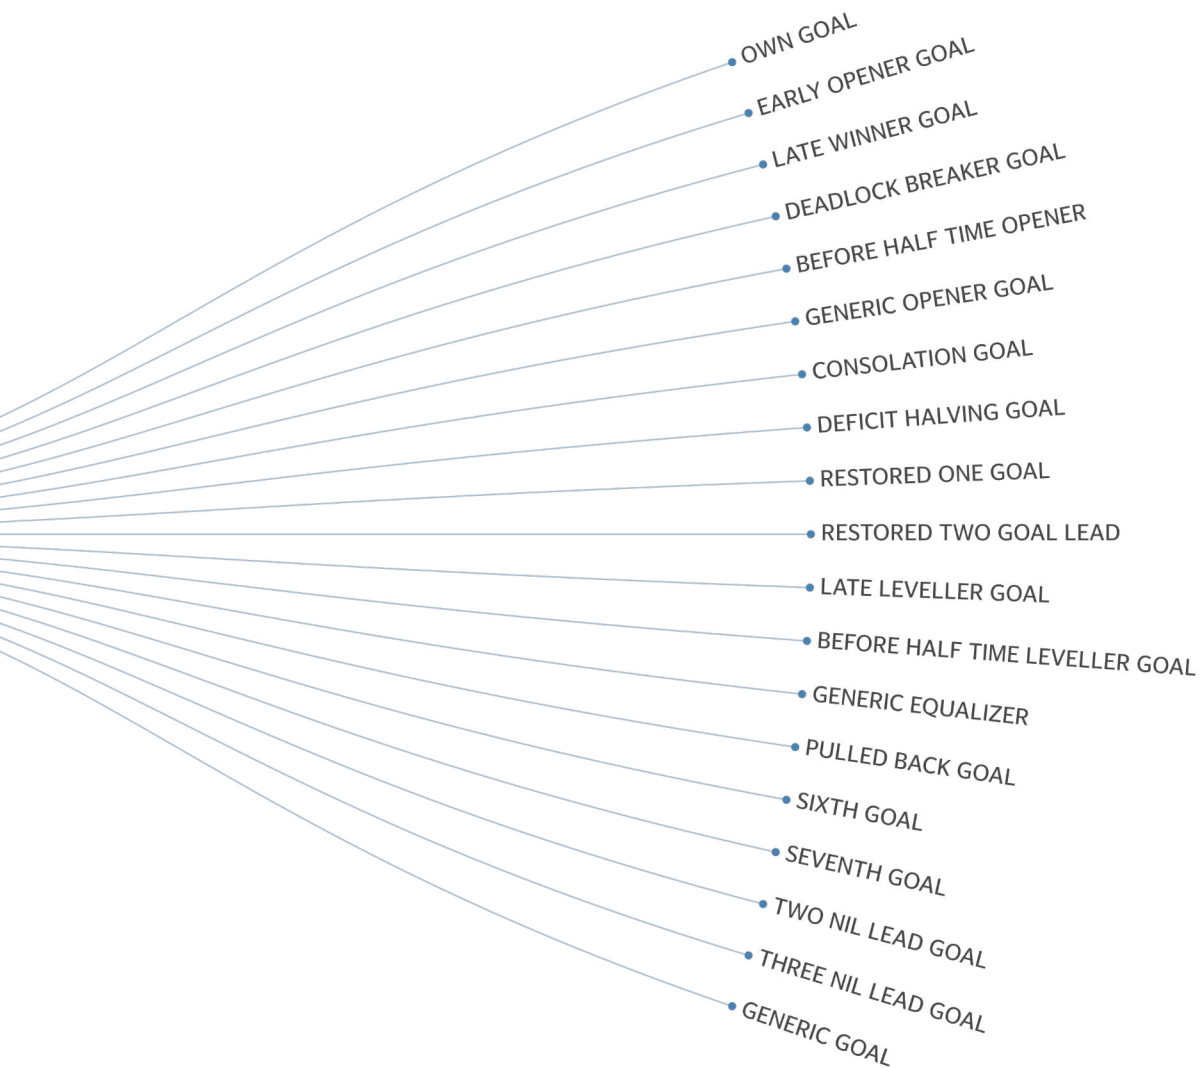 OWN GOAL
EARLY OPENER GOAL
LATE WINNER GOAL
DEADLOCK BREAKER GOAL
BEFORE HALF TIME OPENER
GENERIC OPENER GOAL
CONSOLATION GOAL
DEFICIT HALVING GOAL
RESTORED ONE GOAL
RESTORED TWO GOAL LEAD
LATE LEVELLER GOAL
BEFORE HALF TIME LEVELLER GOAL
GENERIC EQUALIZER
PULLED BACK GOAL
SIXTH GOAL
SEVENTH GOAL
TWO NIL LEAD GOAL
THREE NIL LEAD GOAL
GENERIC GOAL